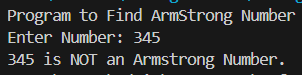 Program to Find ArmStrong Number
Enter Number: 345
345 is NOT an Armstrong Number.